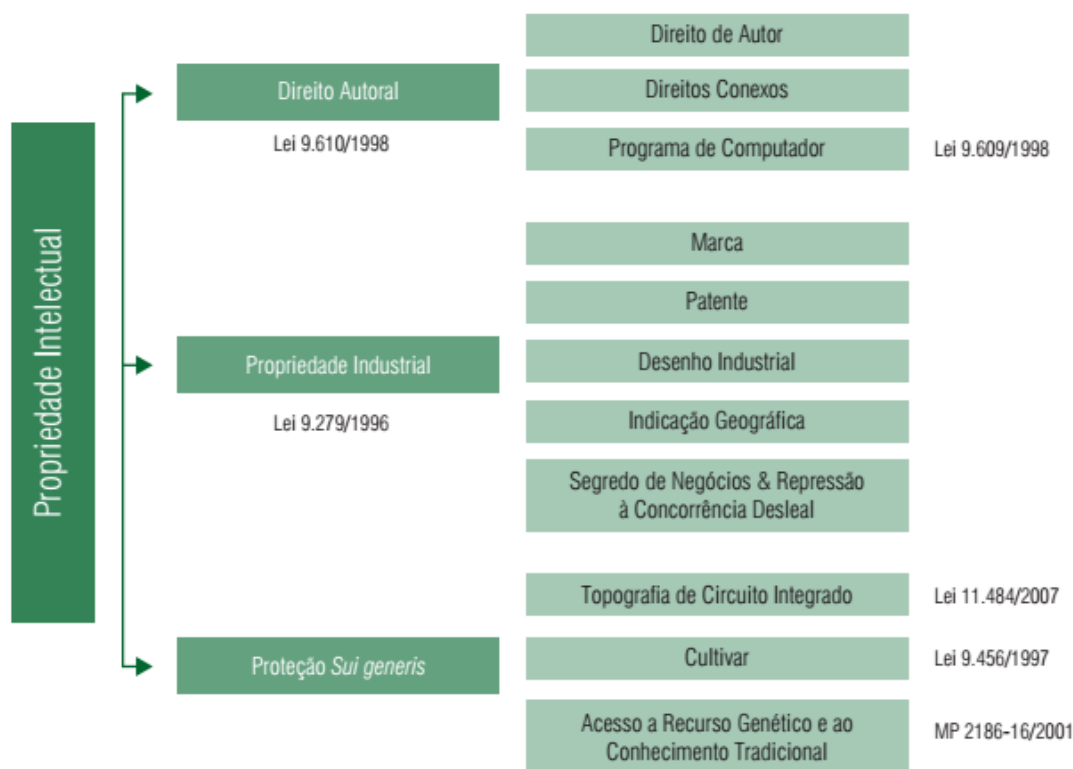 Propriedade Intelectual
Direito Autoral
Lei 9.610/1998
Direito de Autor
Direitos Conexos
Programa de Computador
Lei 9.609/1998
Propriedade Industrial
Lei 9.279/1996
Marca
Patente
Desenho Industrial
Indicação Geográfica
Segredo de Negócios & Repressão
à Concorrência Desleal
Proteção Sui generis
Topografia de Circuito Integrado
Lei 11.484/2007
Cultivar
Lei 9.456/1997
Acesso a Recurso Genético e ao
Conhecimento Tradicional
MP 2186-16/2001